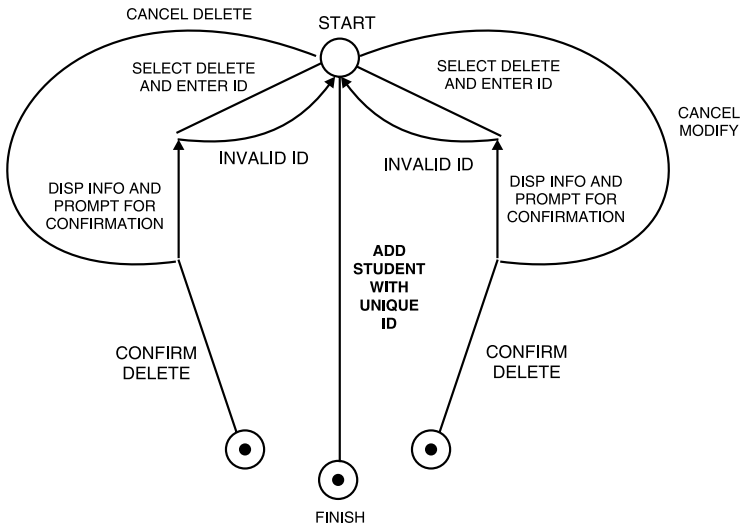 CANCEL DELETE
START
SELECT DELETE
AND ENTER ID
SELECT DELETE
AND ENTER ID
CANCEL
MODIFY
INVALID ID
INVALID ID
DISP INFO AND
PROMPT FOR
CONFIRMATION
DISP INFO AND
PROMPT FOR
CONFIRMATION
ADD
STUDENT
WITH
UNIQUE
ID
CONFIRM
DELETE
CONFIRM
DELETE
FINISH